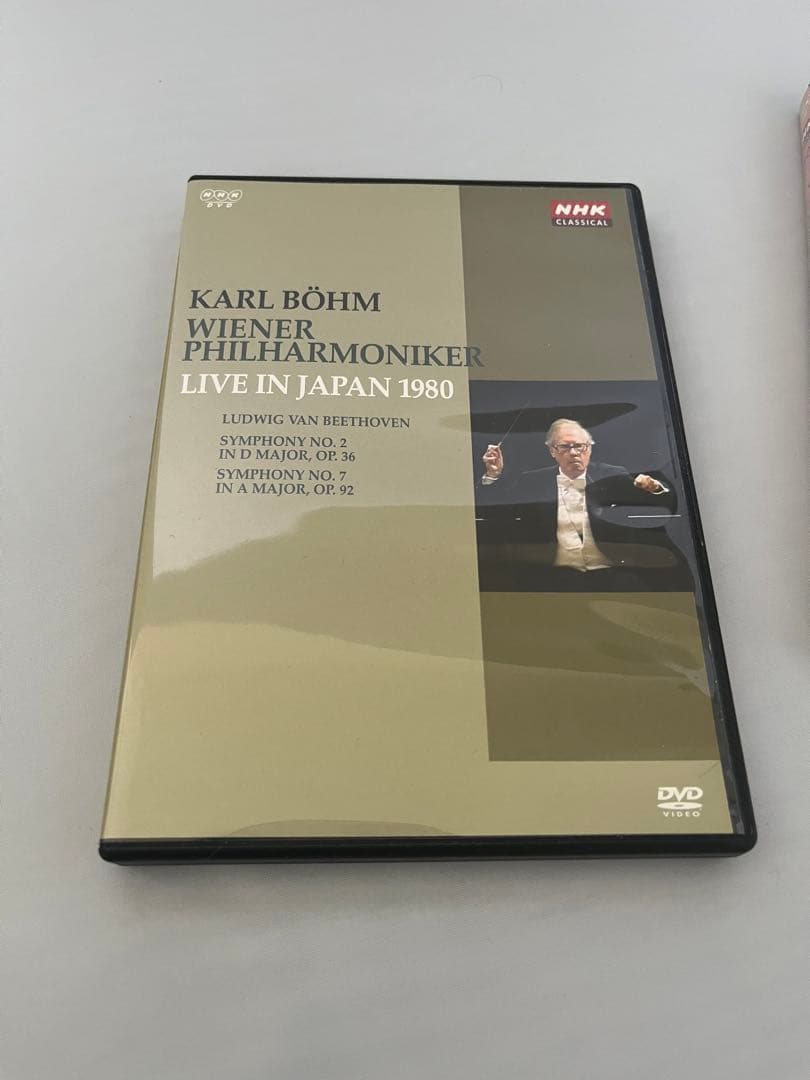 NHK
DVD
NHK
CLASSICAL
KARL BÖHM
WIENER
PHILHARMONIKER
LIVE IN JAPAN 1980
LUDWIG VAN BEETHOVEN
SYMPHONY NO. 2
IN D MAJOR, OP. 36
SYMPHONY NO. 7
IN A MAJOR, OP. 92
DVD
VIDEO